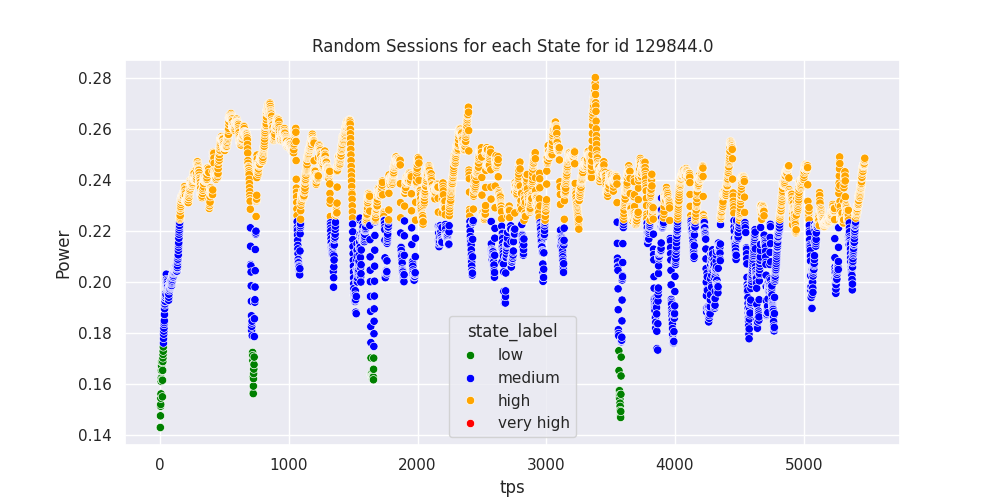 Random Sessions for each State for id 129844.0
Power
0.28
0.26
0.24
0.22
0.20
0.18
0.16
0.14
state_label
low
medium
high
very high
0 1000 2000 3000 4000 5000
tps